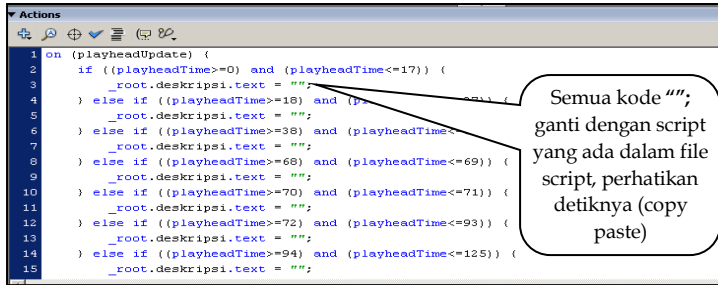 Actions
1 on (playheadUpdate) {
2 if ((playheadTime>=0) and (playheadTime<=17)) {
3 _root.deskripsi.text = "";
4 } else if ((playheadTime>=18) and
5 _root.deskripsi.text = "";
6 } else if ((playheadTime>=38) and (playheadTime<=
7 _root.deskripsi.text = "";
8 } else if ((playheadTime>=68) and (playheadTime<=69)) {
9 _root.deskripsi.text = "";
10 } else if ((playheadTime>=70) and (playheadTime<=71)) {
11 _root.deskripsi.text = "";
12 } else if ((playheadTime>=72) and (playheadTime<=93)) {
13 _root.deskripsi.text = "";
14 } else if ((playheadTime>=94) and (playheadTime<=125)) {
15 _root.deskripsi.text = "";
Semua kode “”;
ganti dengan script
yang ada dalam file
script, perhatikan
detiknya (copy
paste)